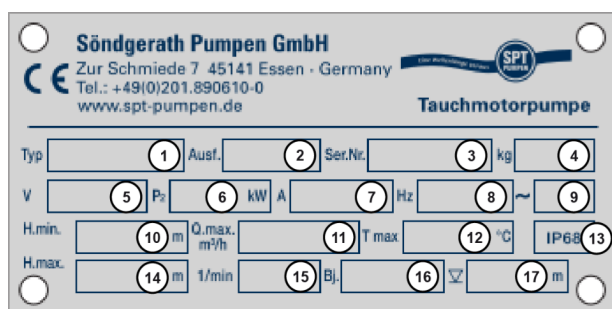 Söndgerath Pumpen GmbH
Zur Schmiede 7 45141 Essen - Germany
Tel.: +49(0)201.890610-0
www.spt-pumpen.de
SPT
PUMPEN
Tauchmotorpumpe
Typ 1 Ausf. 2 Ser.Nr. 3 kg 4
V 5 P2 6 kW A 7 Hz 8 ~ 9
H.min. 10 m Q.max. m³/h 11 T max 12 °C IP68 13
H.max. 14 m 1/min 15 Bj. 16 17 m